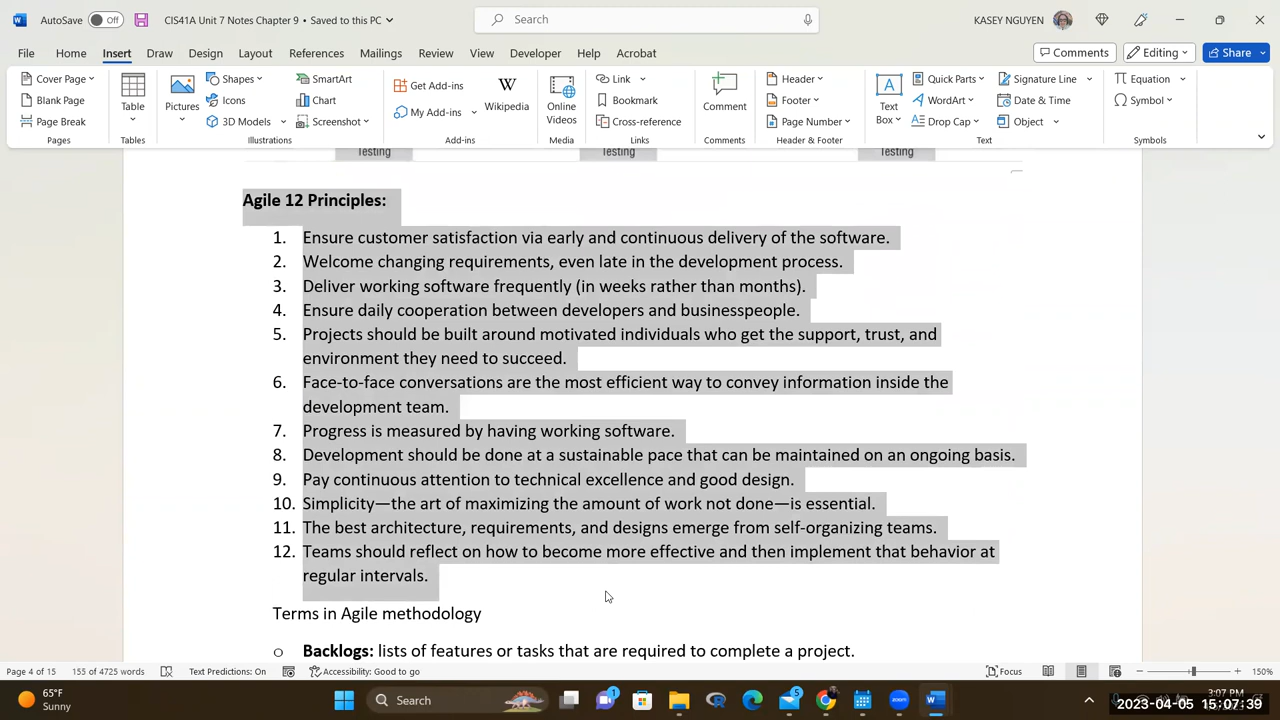 AutoSave Off CIS41A Unit 7 Notes Chapter 9 • Saved to this PC Search KASEY NGUYEN
File Home Insert Draw Design Layout References Mailings Review View Developer Help Acrobat Comments Editing Share
Cover Page Shapes SmartArt Get Add-ins Link Header Quick Parts Signature Line Equation
Table Pictures Wikipedia Online Videos Comment Text Box
Blank Page Icons Chart Bookmark Footer WordArt Date & Time Symbol
My Add-ins
Page Break 3D Models Screenshot Cross-reference Page Number Drop Cap Object
Pages Tables Illustrations Add-ins Media Links Comments Header & Footer Text Symbols
Testing Testing Testing
Agile 12 Principles:
1. Ensure customer satisfaction via early and continuous delivery of the software.
2. Welcome changing requirements, even late in the development process.
3. Deliver working software frequently (in weeks rather than months).
4. Ensure daily cooperation between developers and businesspeople.
5. Projects should be built around motivated individuals who get the support, trust, and
environment they need to succeed.
6. Face-to-face conversations are the most efficient way to convey information inside the
development team.
7. Progress is measured by having working software.
8. Development should be done at a sustainable pace that can be maintained on an ongoing basis.
9. Pay continuous attention to technical excellence and good design.
10. Simplicity—the art of maximizing the amount of work not done—is essential.
11. The best architecture, requirements, and designs emerge from self-organizing teams.
12. Teams should reflect on how to become more effective and then implement that behavior at
regular intervals.
Terms in Agile methodology
o Backlogs: lists of features or tasks that are required to complete a project.
Page 4 of 15 155 of 4725 words Text Predictions: On Accessibility: Good to go Focus 150%
65°F
Sunny
Search
1
5
zoom
3:07 PM
2023-04-05 15:07:39